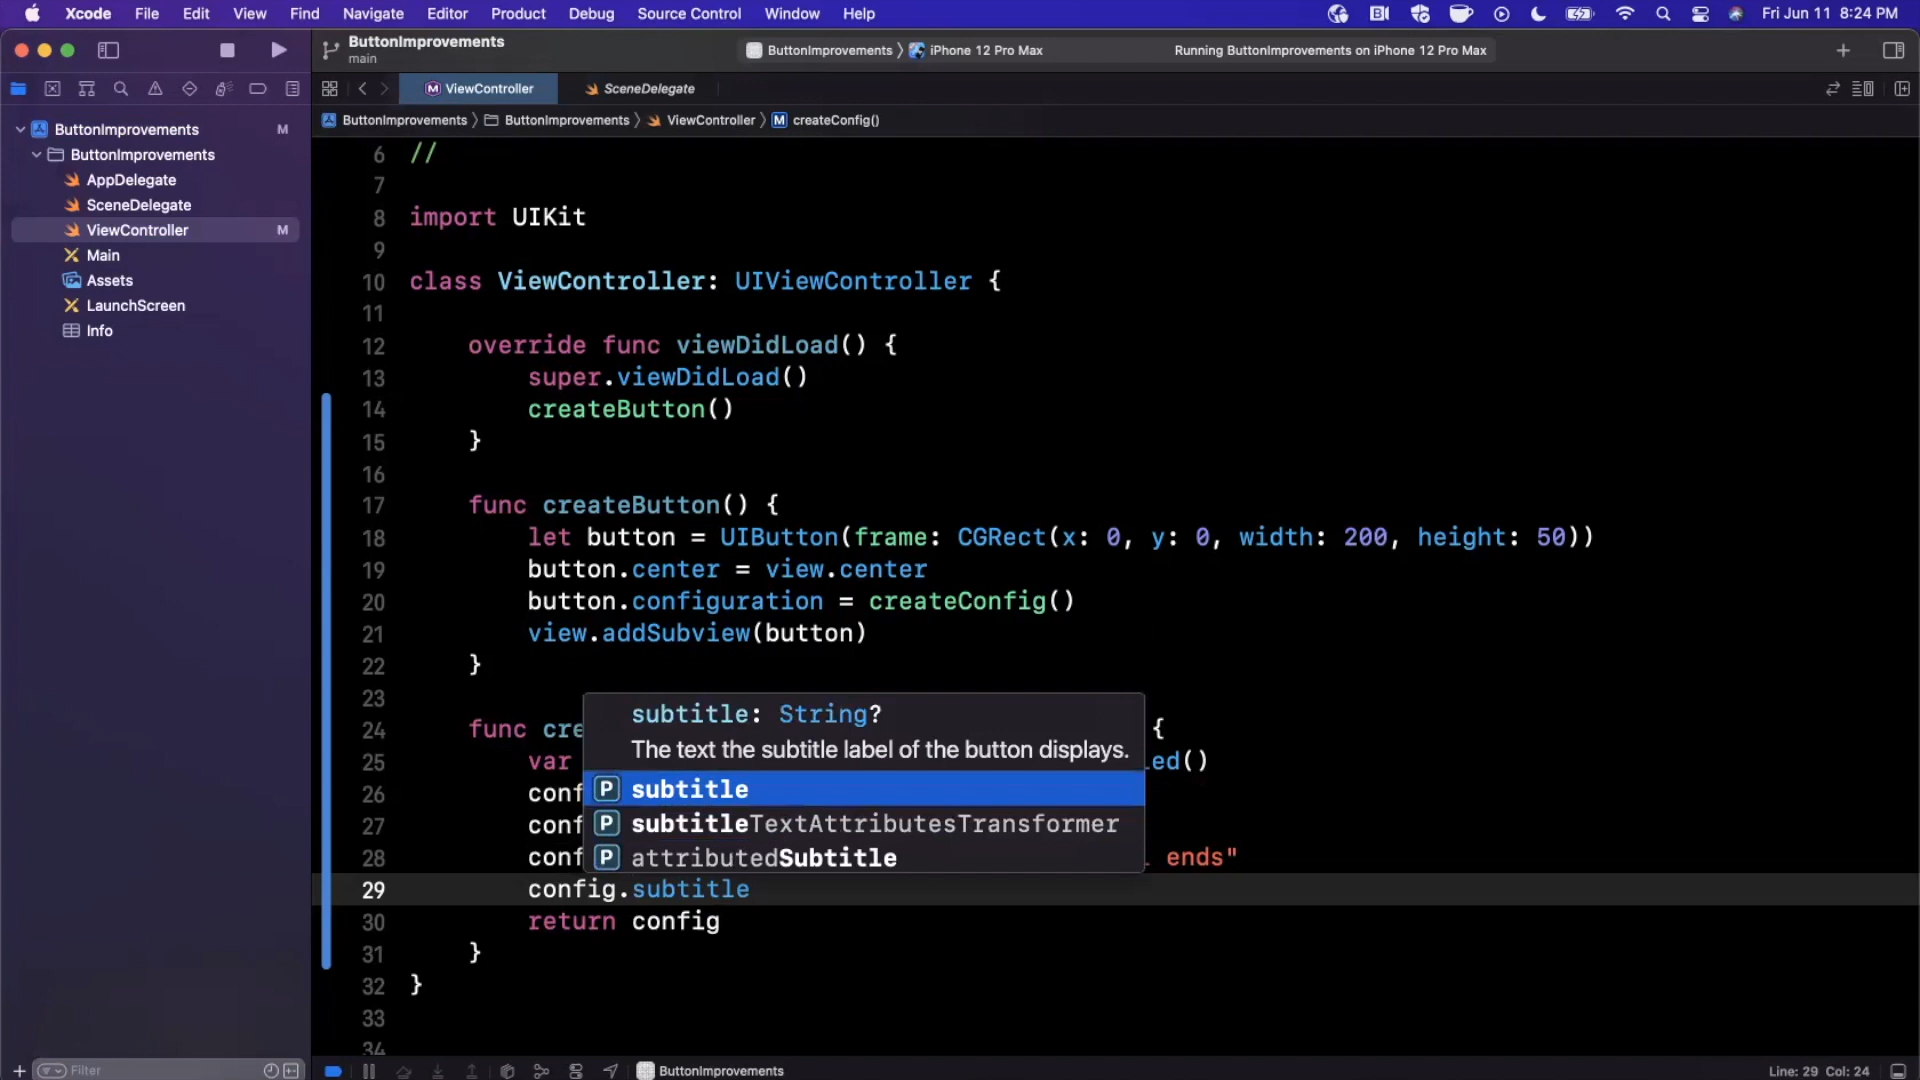 Xcode File Edit View Find Navigate Editor Product Debug Source Control Window Help Fri Jun 11 8:24 PM
ButtonImprovements
main
ButtonImprovements 〉 iPhone 12 Pro Max
Running ButtonImprovements on iPhone 12 Pro Max
ViewController
SceneDelegate
ButtonImprovements 〉 ButtonImprovements 〉 ViewController 〉 M createConfig()
ButtonImprovements M
ButtonImprovements
AppDelegate
SceneDelegate
ViewController M
Main
Assets
LaunchScreen
Info
6 //
7
8 import UIKit
9
10 class ViewController: UIViewController {
11
12 override func viewDidLoad() {
13 super.viewDidLoad()
14 createButton()
15 }
16
17 func createButton() {
18 let button = UIButton(frame: CGRect(x: 0, y: 0, width: 200, height: 50))
19 button.center = view.center
20 button.configuration = createConfig()
21 view.addSubview(button)
22 }
23
subtitle: String?
24 func cre {
The text the subtitle label of the button displays.
25 var ed()
P subtitle
26 conf
27 conf
P subtitleTextAttributesTransformer
28 conf ends"
P attributedSubtitle
29 config.subtitle
30 return config
31 }
32 }
33
34
Filter
ButtonImprovements
Line: 29 Col: 24